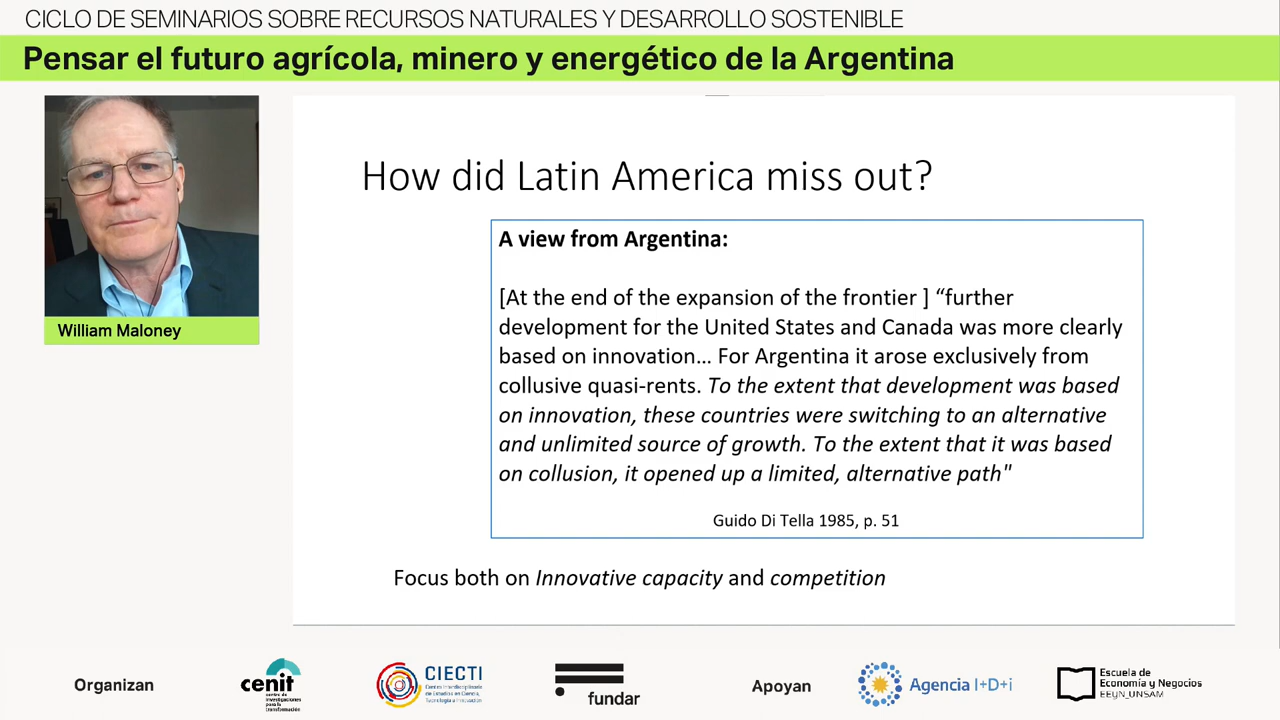 CICLO DE SEMINARIOS SOBRE RECURSOS NATURALES Y DESARROLLO SOSTENIBLE
Pensar el futuro agrícola, minero y energético de la Argentina
William Maloney
How did Latin America miss out?
A view from Argentina:
[At the end of the expansion of the frontier ] “further
development for the United States and Canada was more clearly
based on innovation… For Argentina it arose exclusively from
collusive quasi-rents. To the extent that development was based
on innovation, these countries were switching to an alternative
and unlimited source of growth. To the extent that it was based
on collusion, it opened up a limited, alternative path"
Guido Di Tella 1985, p. 51
Focus both on Innovative capacity and competition
Organizan
cenit
centro de
investigaciones
para la
transformación
CIECTI
Centro Interdisciplinario
de Estudios en Ciencia,
Tecnología e Innovación
fundar
Apoyan
Agencia I+D+i
Escuela de
Economía y Negocios
EEyN_UNSAM